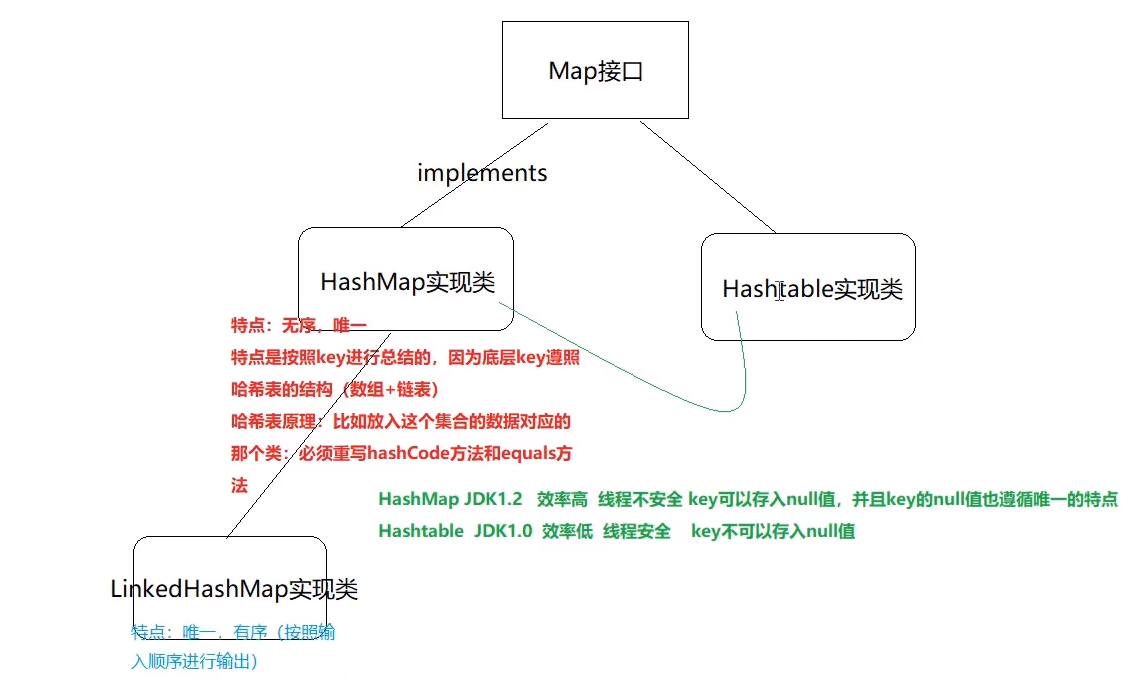 Map接口
implements
HashMap实现类
Hashtable实现类
特点：无序，唯一
特点是按照key进行总结的，因为底层key遵照
哈希表的结构（数组+链表）
哈希表原理：比如放入这个集合的数据对应的
那个类：必须重写hashCode方法和equals方
法
HashMap JDK1.2 效率高 线程不安全 key可以存入null值，并且key的null值也遵循唯一的特点
Hashtable JDK1.0 效率低 线程安全 key不可以存入null值
LinkedHashMap实现类
特点：唯一，有序（按照输
入顺序进行输出）